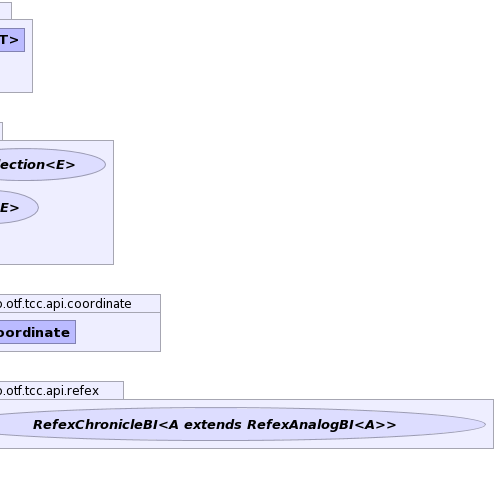 T>
ection<E>
E>
o.otf.tcc.api.coordinate
oordinate
o.otf.tcc.api.refex
RefexChronicleBI<A extends RefexAnalogBI<A>>